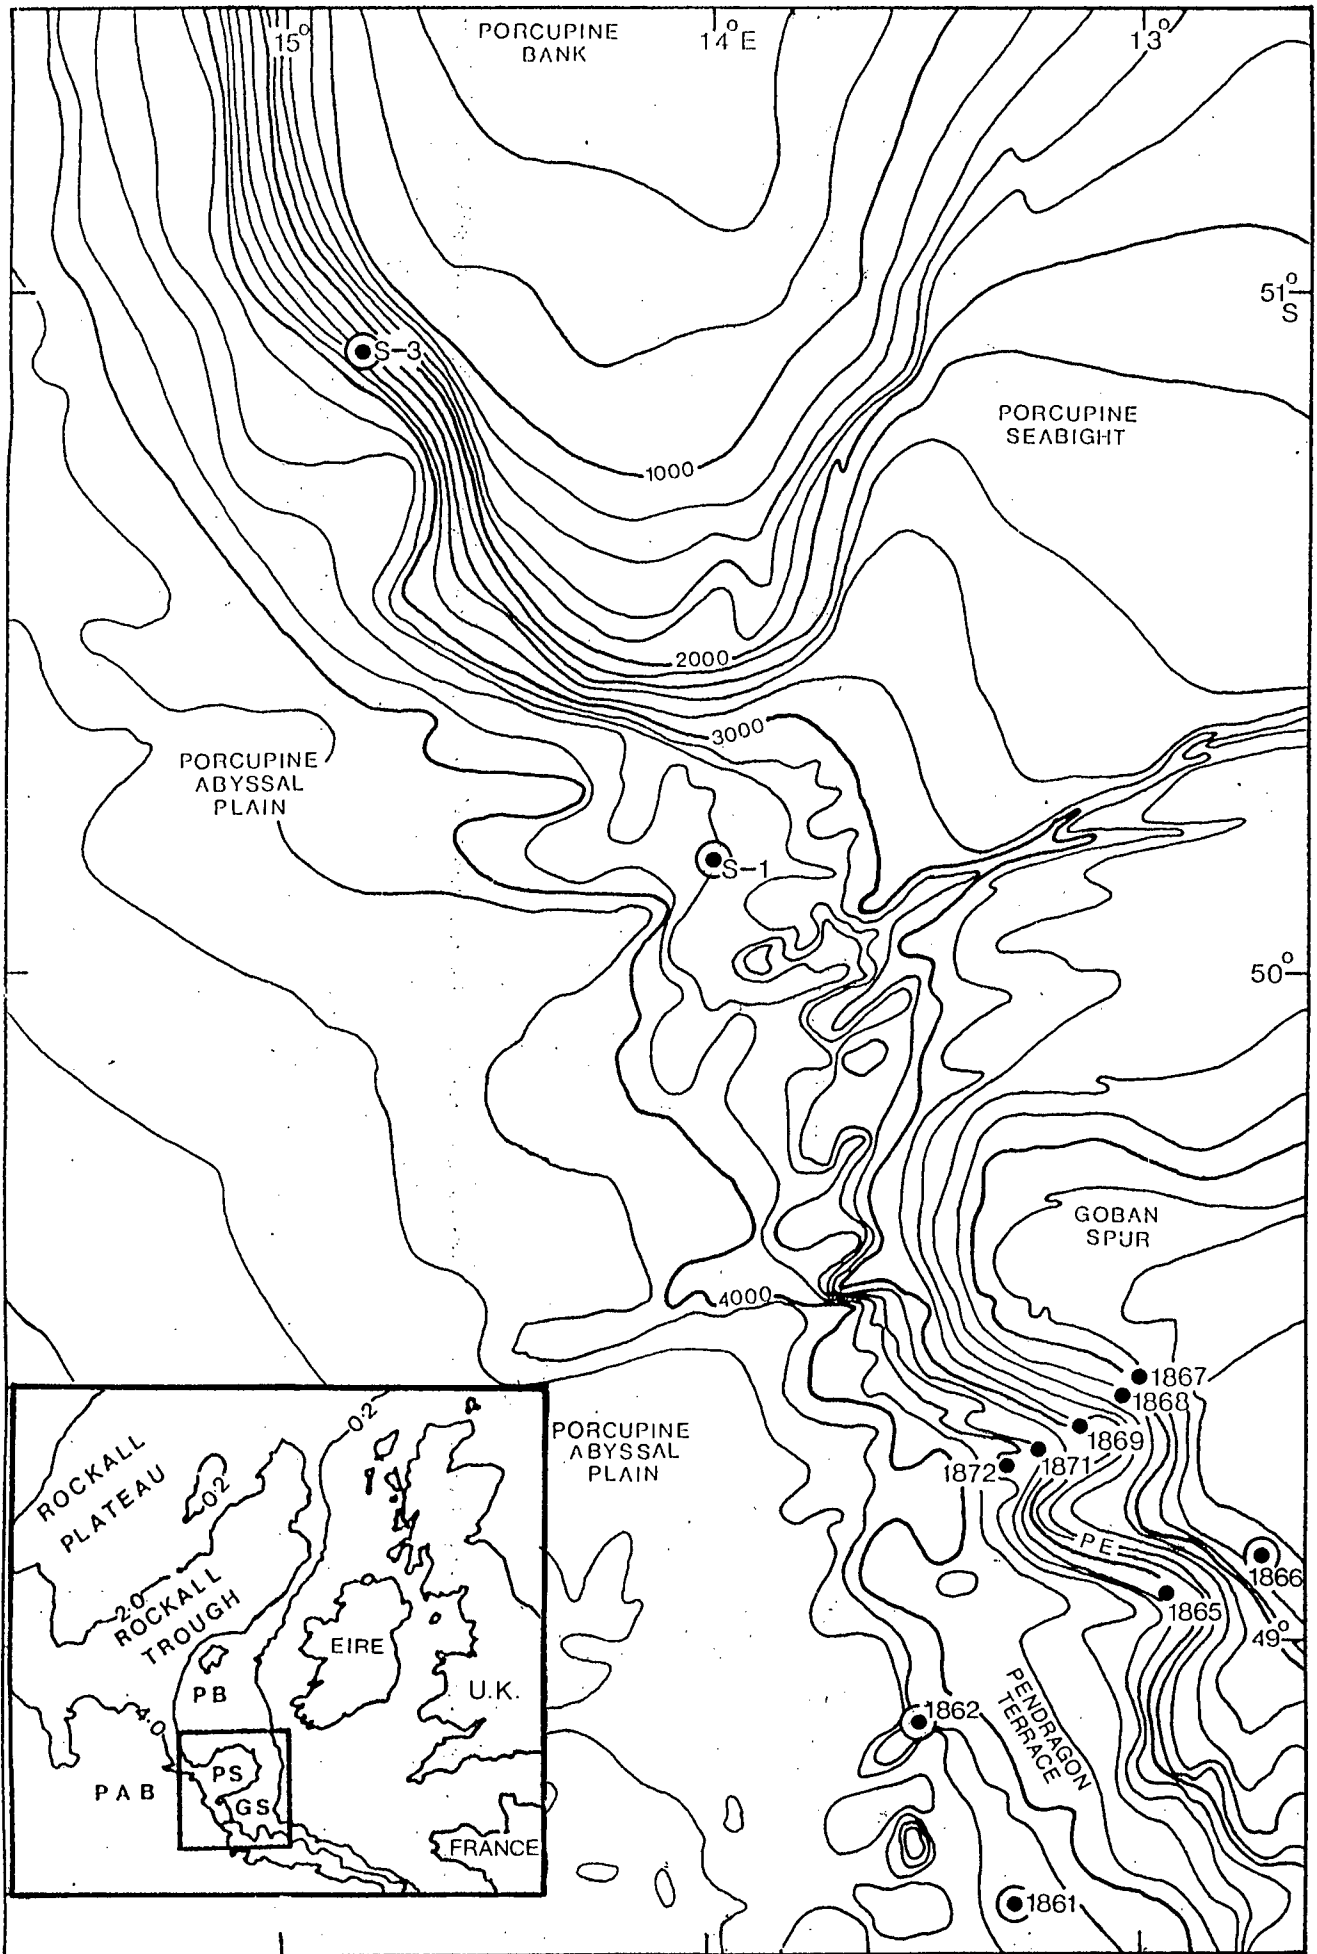 15°
PORCUPINE
BANK
14°E
13°
51°
S
S-3
PORCUPINE
SEABIGHT
1000
2000
3000
PORCUPINE
ABYSSAL
PLAIN
S-1
50°
GOBAN
SPUR
4000
1867
1868
1869
1871
1872
PORCUPINE
ABYSSAL
PLAIN
PE
1866
1865
49°
1862
PENDRAGON
TERRACE
1861
0.2
ROCKALL
PLATEAU
0.2
2.0
ROCKALL
TROUGH
EIRE
U.K.
PB
4.0
PS
PAB
GS
FRANCE